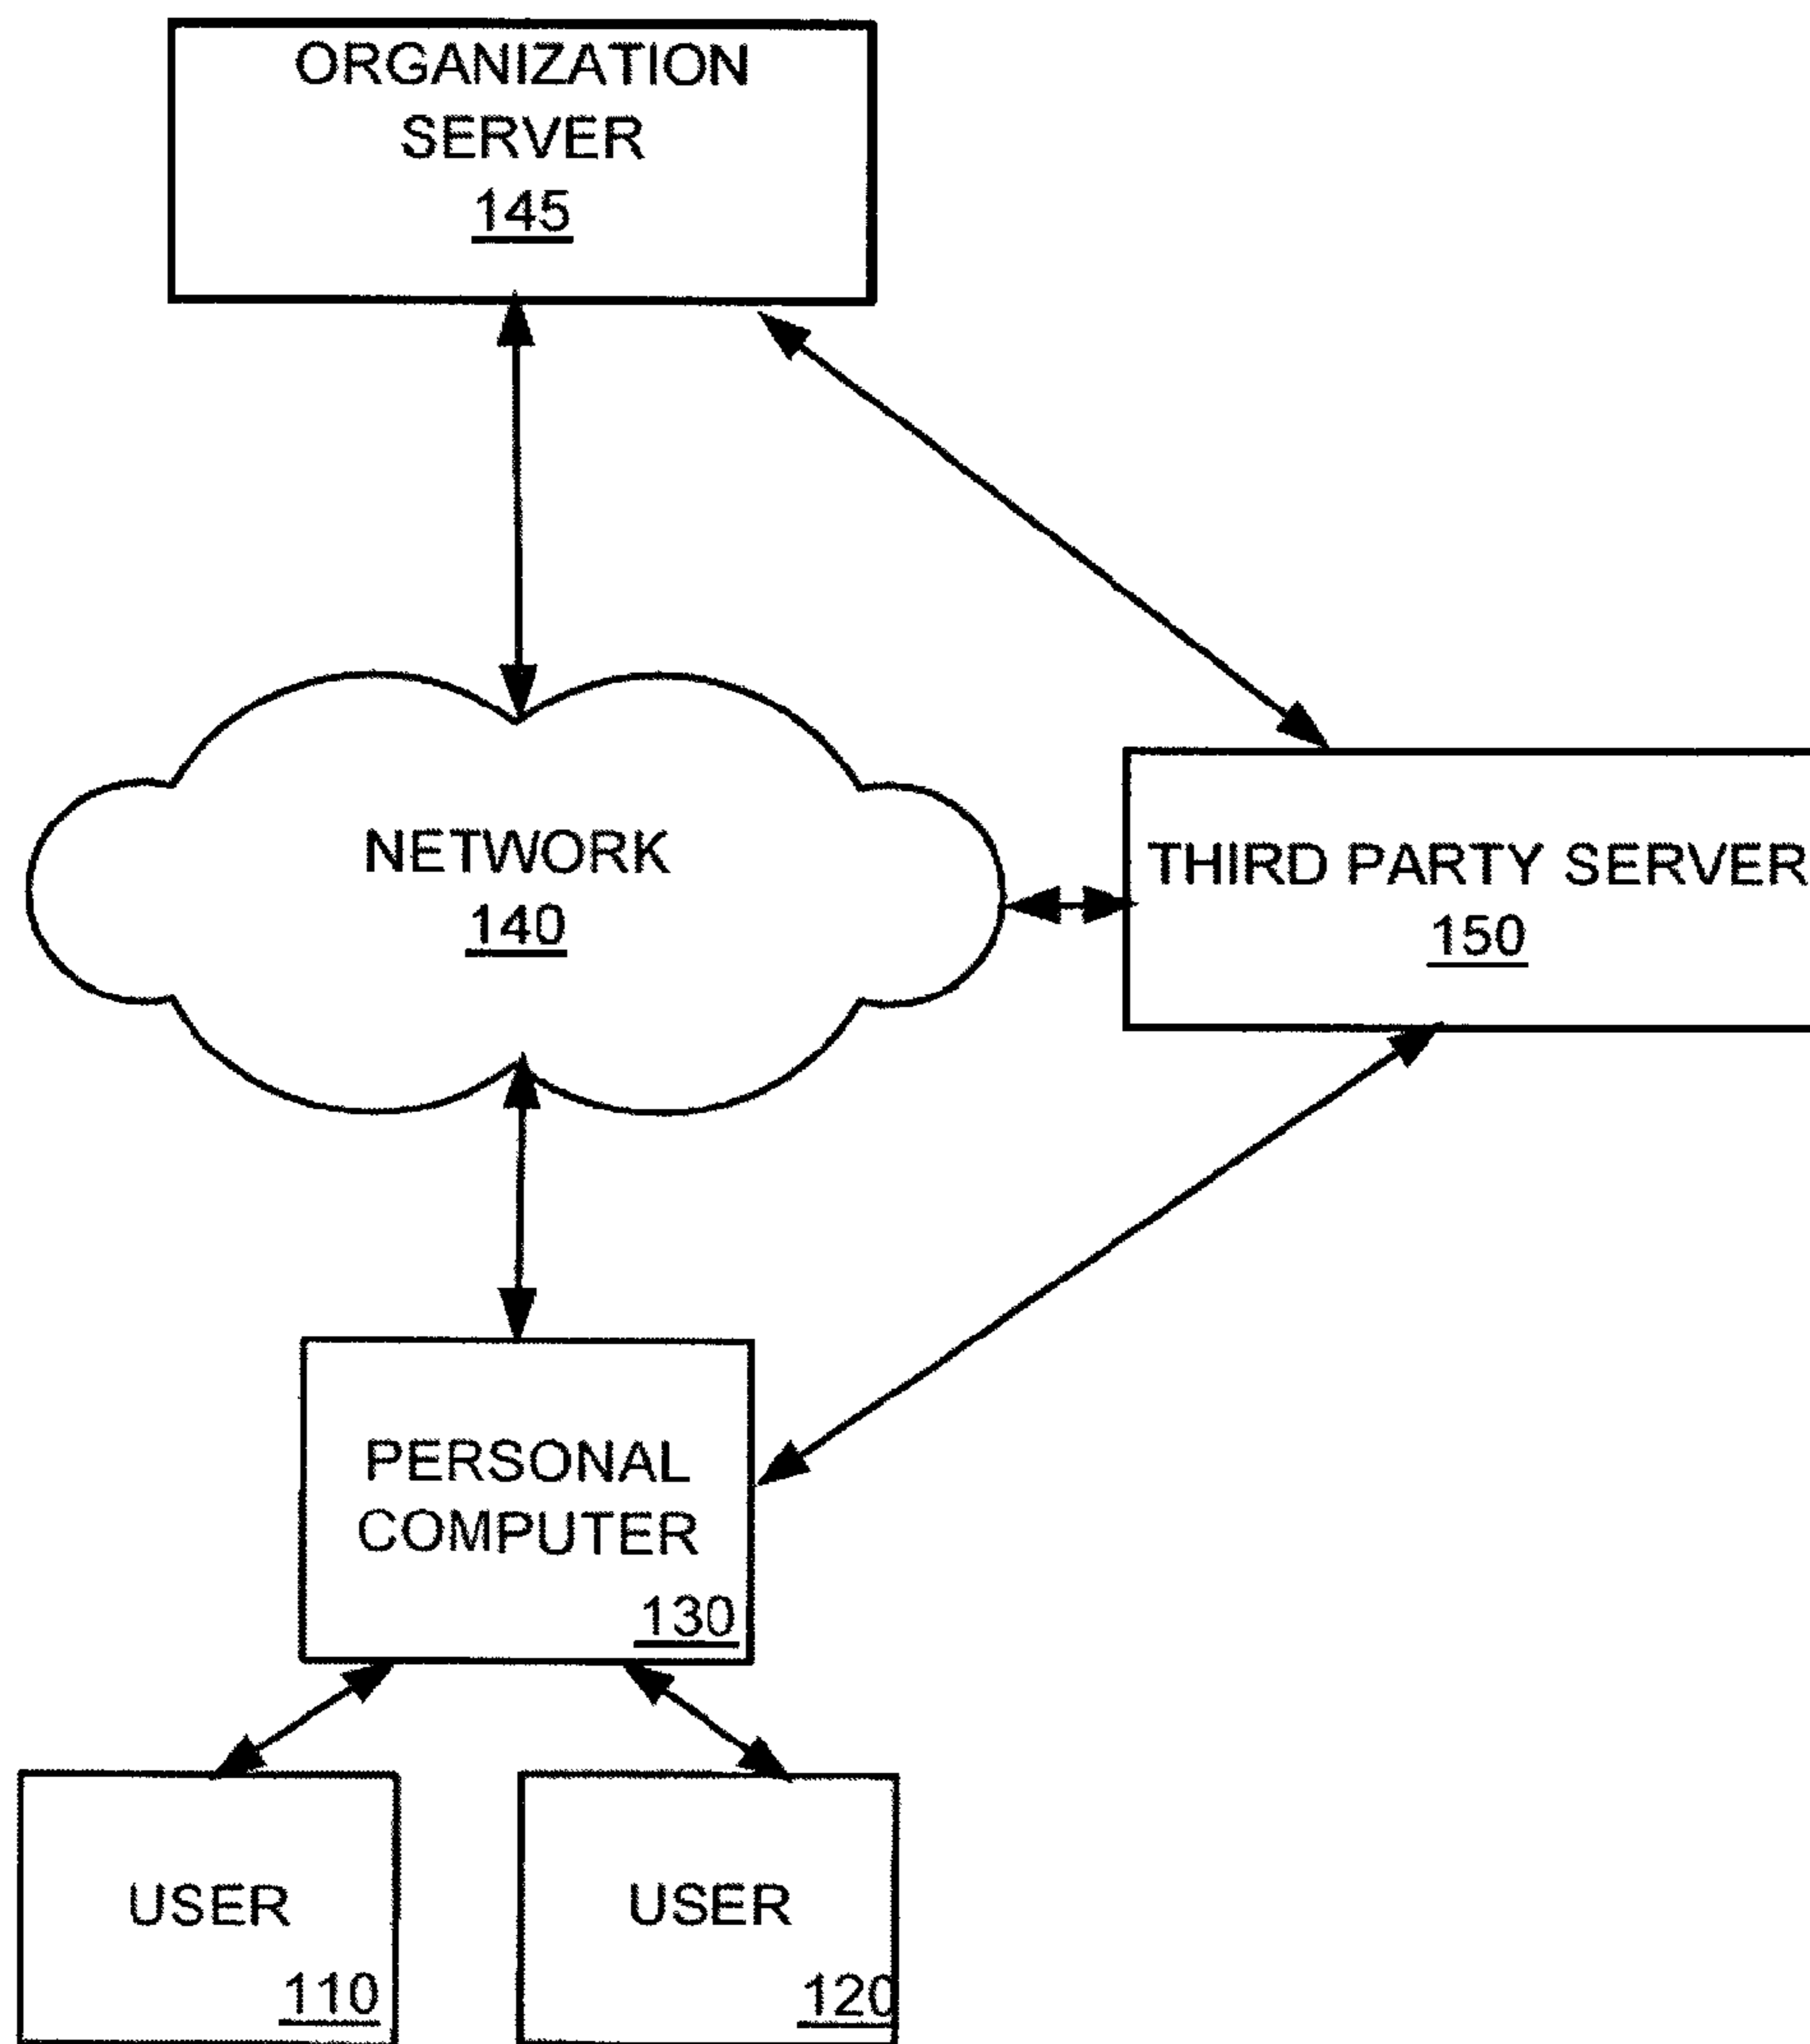 ORGANIZATION
SERVER
145
NETWORK
140
THIRD PARTY SERVER
150
PERSONAL
COMPUTER
130
USER
110
USER
120